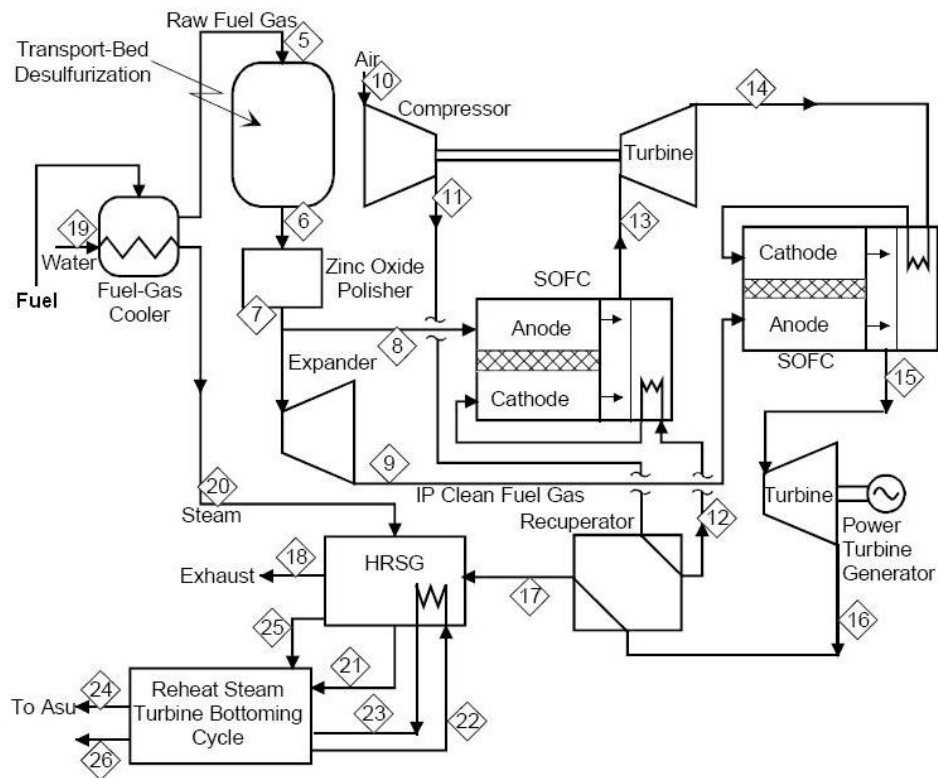 Raw Fuel Gas
5
Transport-Bed
Desulfurization
Air
10
Compressor
14
Turbine
11
13
6
19
Water
Fuel
Fuel-Gas
Cooler
Zinc Oxide
Polisher
7
SOFC
Cathode
Anode
SOFC
8
Anode
Cathode
Expander
15
9
IP Clean Fuel Gas
20
Steam
Recuperator
12
Turbine
Power
Turbine
Generator
18
Exhaust
HRSG
17
16
25
21
24
To Asu
Reheat Steam
Turbine Bottoming
Cycle
23
22
26